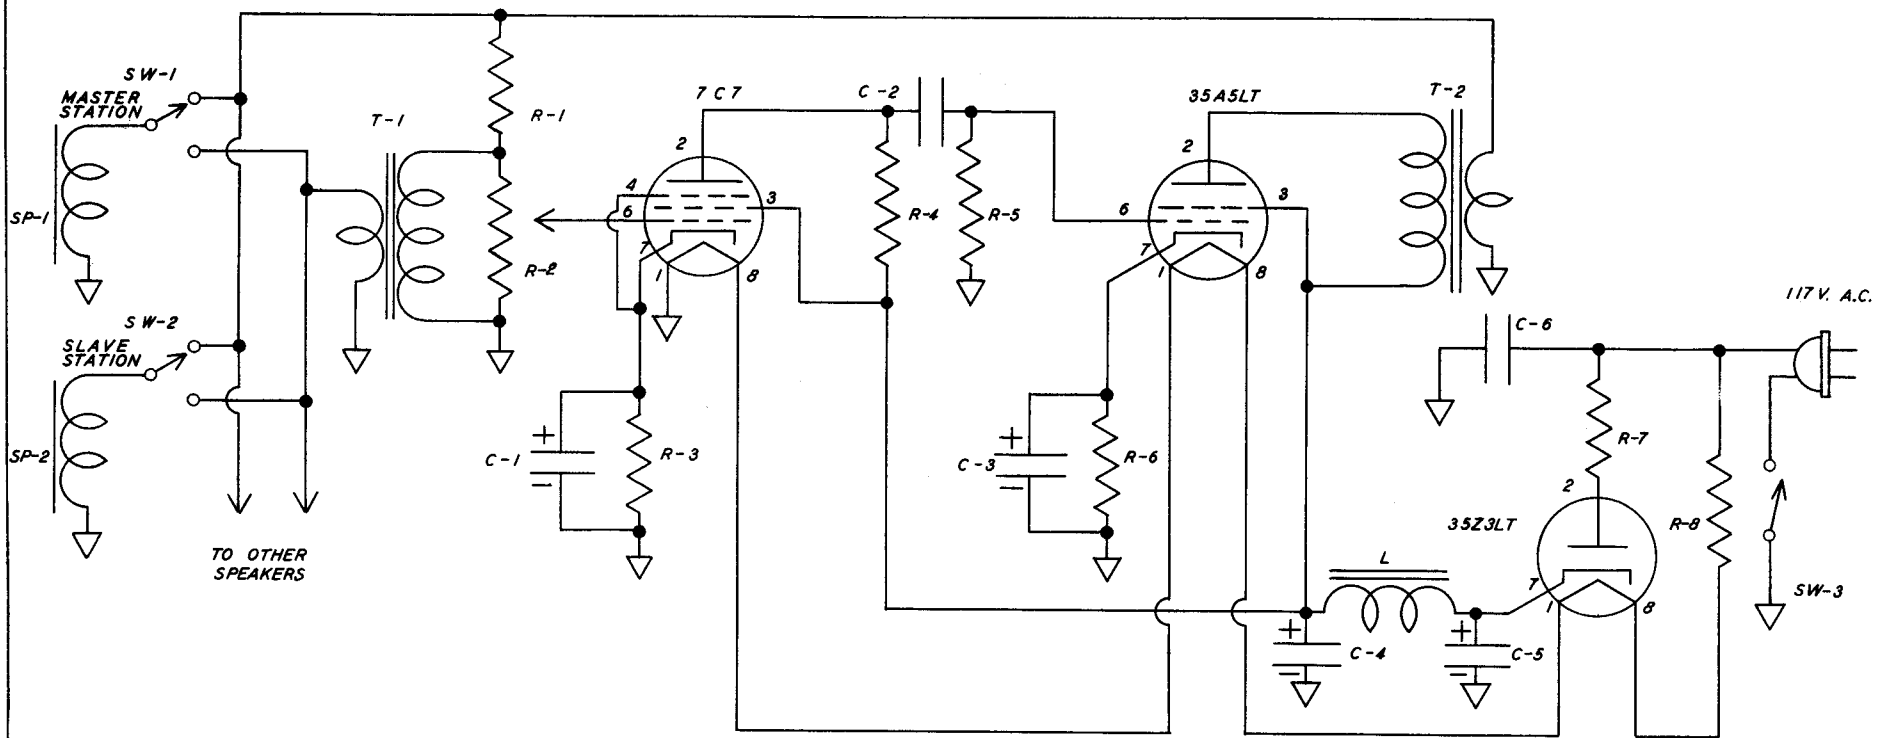 SW-1
MASTER
STATION
SP-1
T-1
R-1
R-2
7C7
2
4
6
3
7
1
8
C-2
R-4
R-5
35A5LT
2
6
3
7
1
8
T-2
117 V. A.C.
SW-2
SLAVE
STATION
SP-2
TO OTHER
SPEAKERS
+
C-1
-
R-3
+
C-3
-
R-6
C-6
R-7
2
35Z3LT
R-8
7
1
8
SW-3
L
+
C-4
-
+
C-5
-